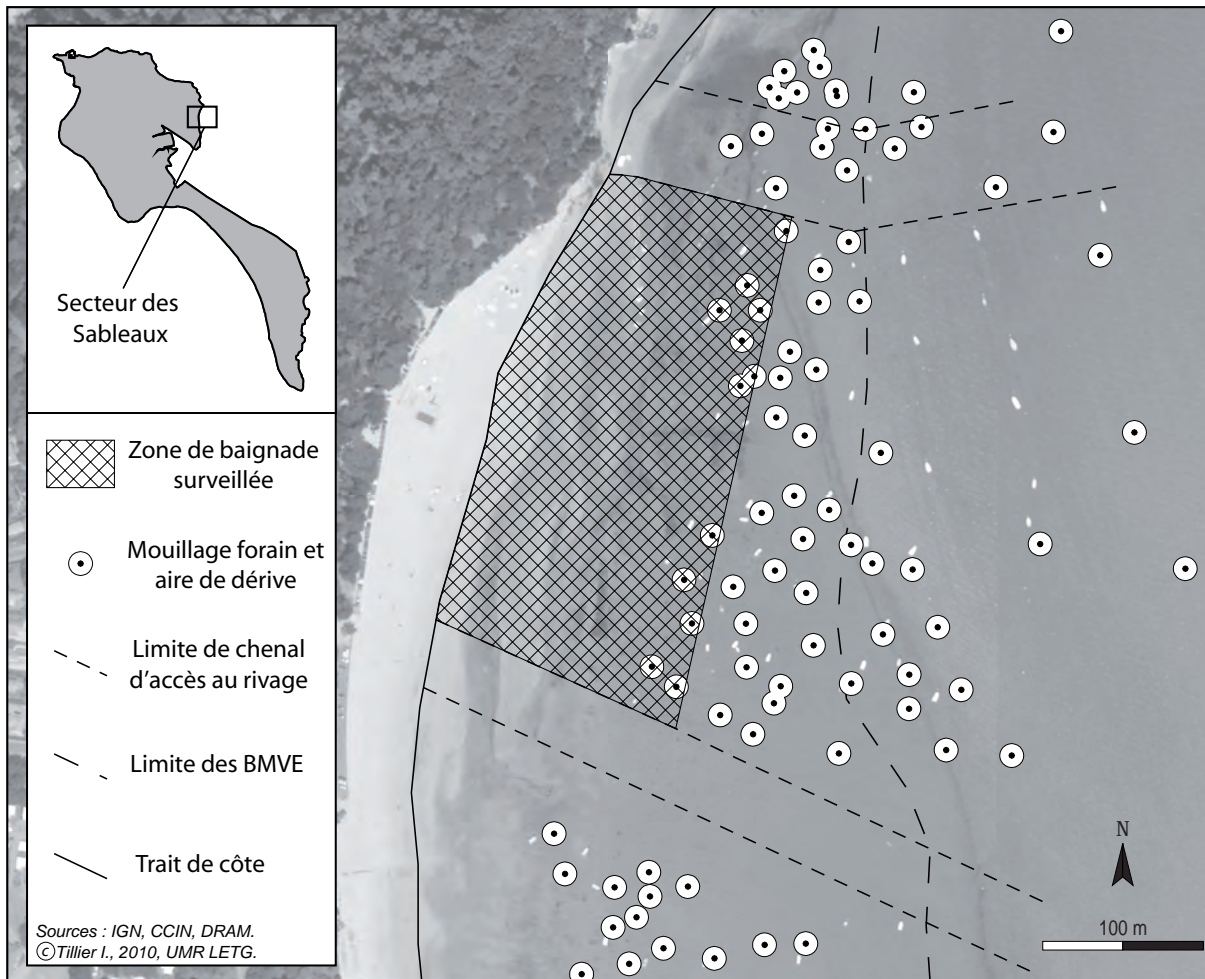 Secteur des
Sableaux
Zone de baignade
surveillée
Mouillage forain et
aire de dérive
Limite de chenal
d'accès au rivage
Limite des BMVE
Trait de côte
Sources : IGN, CCIN, DRAM.
©Tillier I., 2010, UMR LETG.
N
100 m